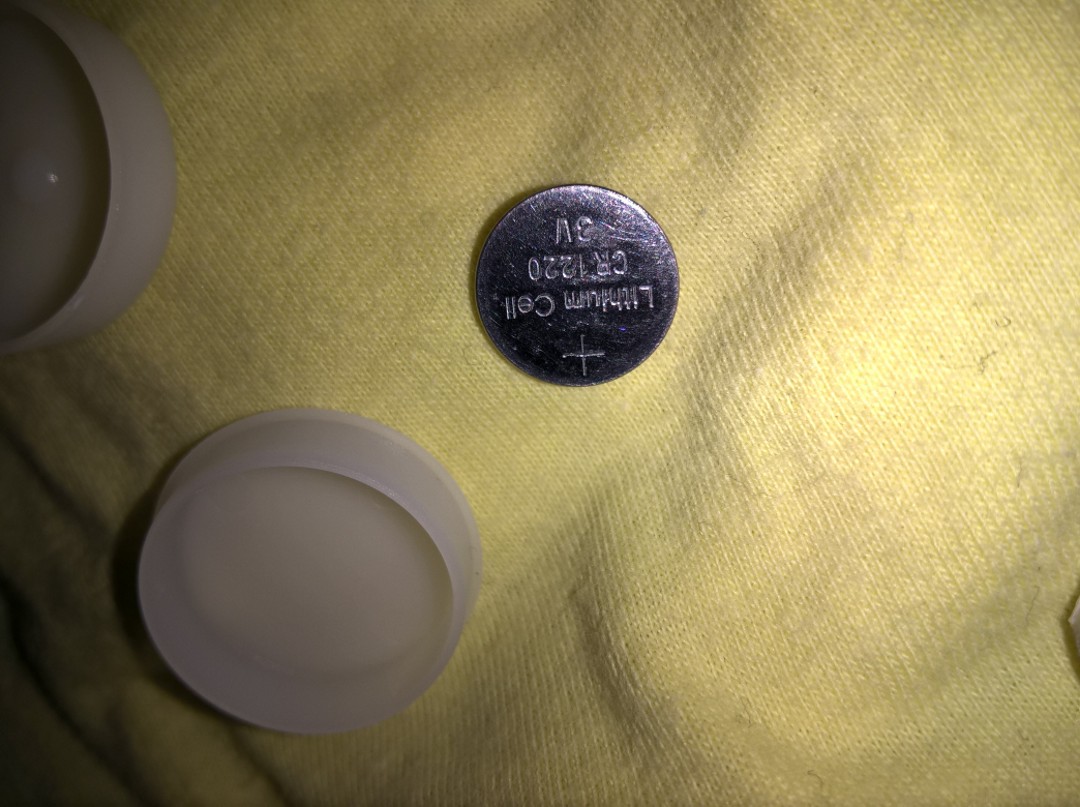 +
Lithium Cell
CR1220
3V